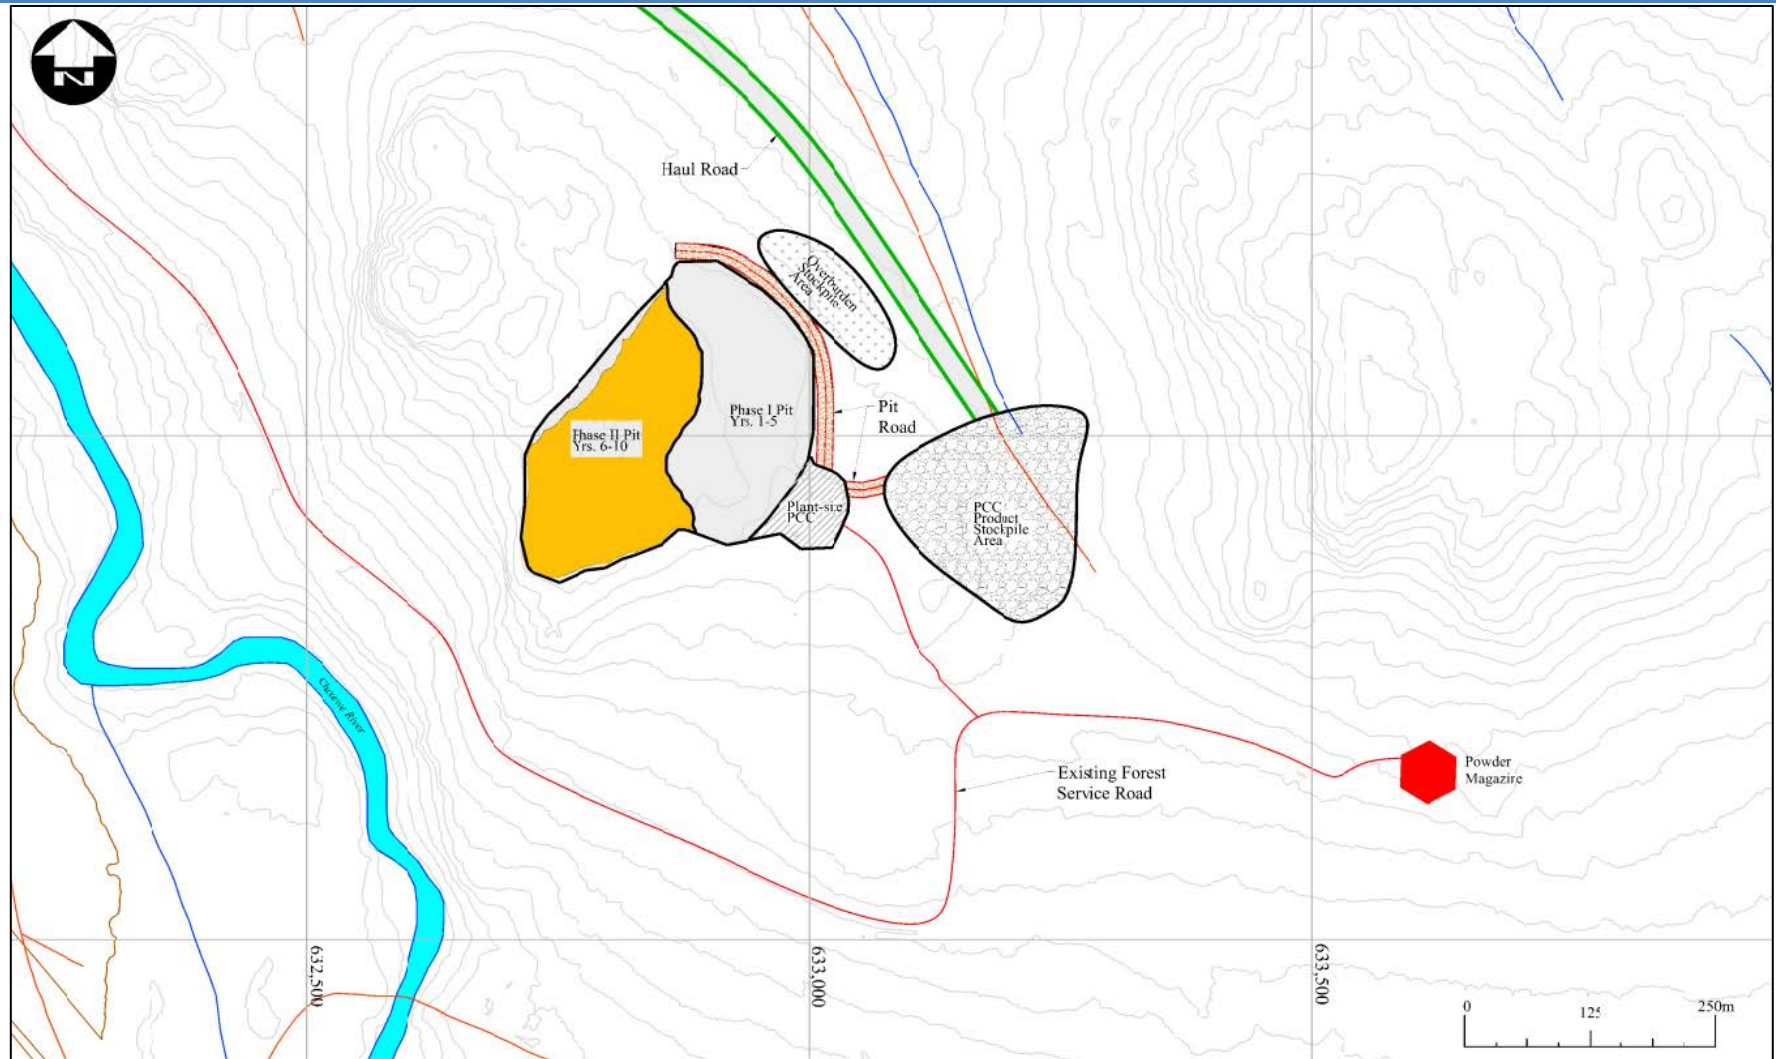 N
Haul Road
Overburden
Stockpile
Area
Phase I Pit
Yrs. 1-5
Pit
Road
Phase II Pit
Yrs. 6-10
Plant-site
PCC
PCC
Product
Stockpile
Area
River
Existing Forest
Service Road
Powder
Magazine
632,500
633,000
633,500
0
125
250m